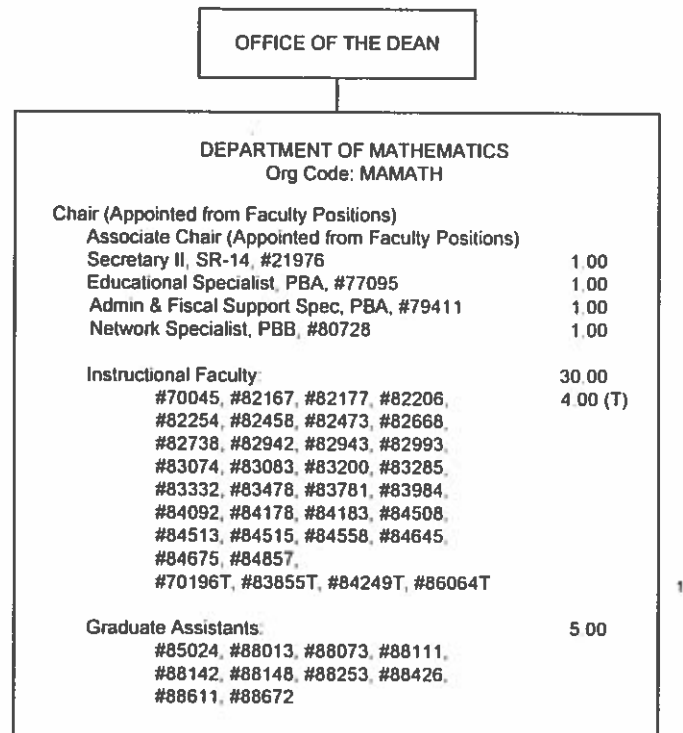 OFFICE OF THE DEAN
DEPARTMENT OF MATHEMATICS
Org Code: MAMATH
Chair (Appointed from Faculty Positions)
Associate Chair (Appointed from Faculty Positions)
Secretary II, SR-14, #21976 1.00
Educational Specialist, PBA, #77095 1.00
Admin & Fiscal Support Spec, PBA, #79411 1.00
Network Specialist, PBB, #80728 1.00
Instructional Faculty: 30.00
#70045, #82167, #82177, #82206, 4.00 (T)
#82254, #82458, #82473, #82668,
#82738, #82942, #82943, #82993,
#83074, #83083, #83200, #83285,
#83332, #83478, #83781, #83984,
#84092, #84178, #84183, #84508,
#84513, #84515, #84558, #84645,
#84675, #84857,
#70196T, #83855T, #84249T, #86064T
1
Graduate Assistants: 5.00
#85024, #88013, #88073, #88111,
#88142, #88148, #88253, #88426,
#88611, #88672